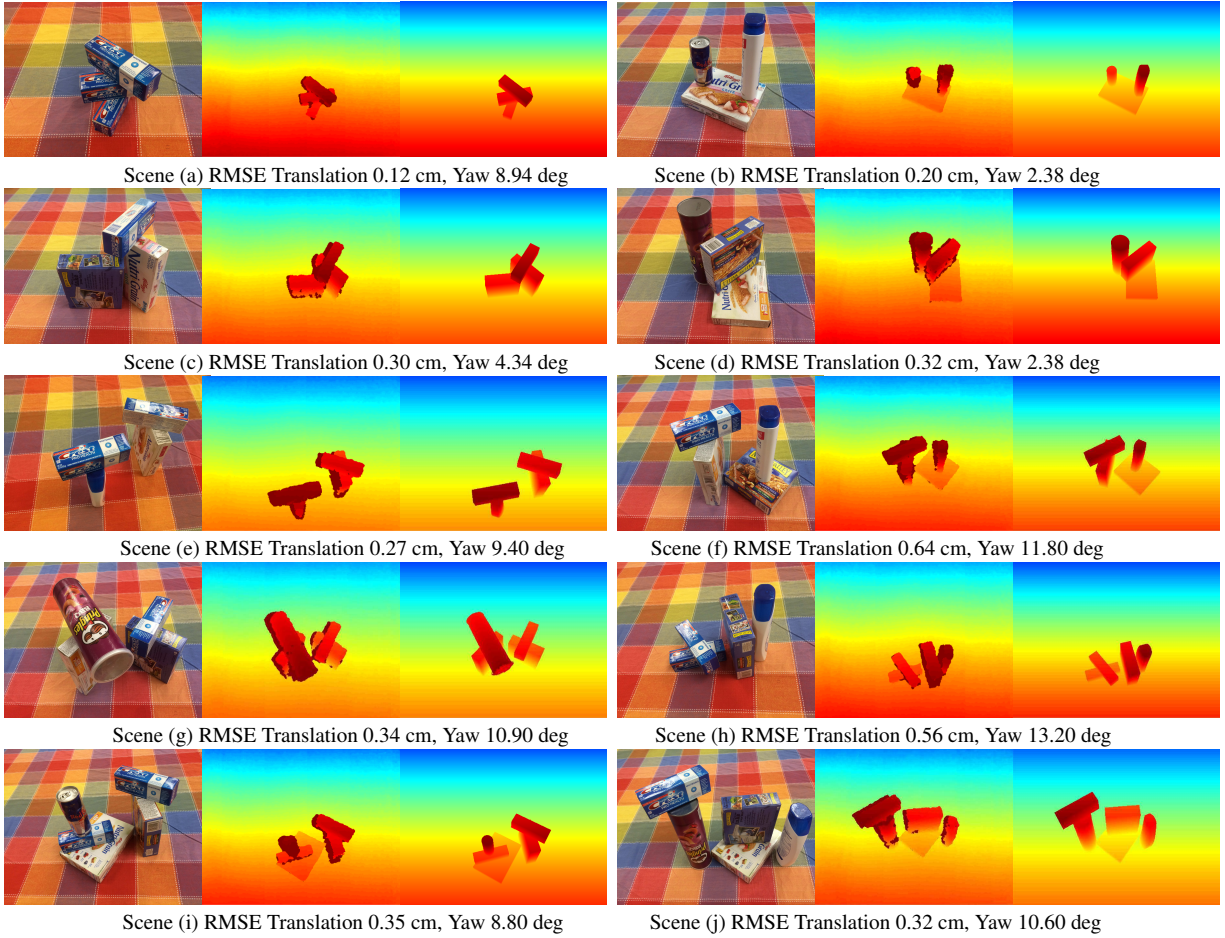 Scene (a) RMSE Translation 0.12 cm, Yaw 8.94 deg
Scene (b) RMSE Translation 0.20 cm, Yaw 2.38 deg
Scene (c) RMSE Translation 0.30 cm, Yaw 4.34 deg
Scene (d) RMSE Translation 0.32 cm, Yaw 2.38 deg
Scene (e) RMSE Translation 0.27 cm, Yaw 9.40 deg
Scene (f) RMSE Translation 0.64 cm, Yaw 11.80 deg
Pringles
Scene (g) RMSE Translation 0.34 cm, Yaw 10.90 deg
Scene (h) RMSE Translation 0.56 cm, Yaw 13.20 deg
Scene (i) RMSE Translation 0.35 cm, Yaw 8.80 deg
Scene (j) RMSE Translation 0.32 cm, Yaw 10.60 deg